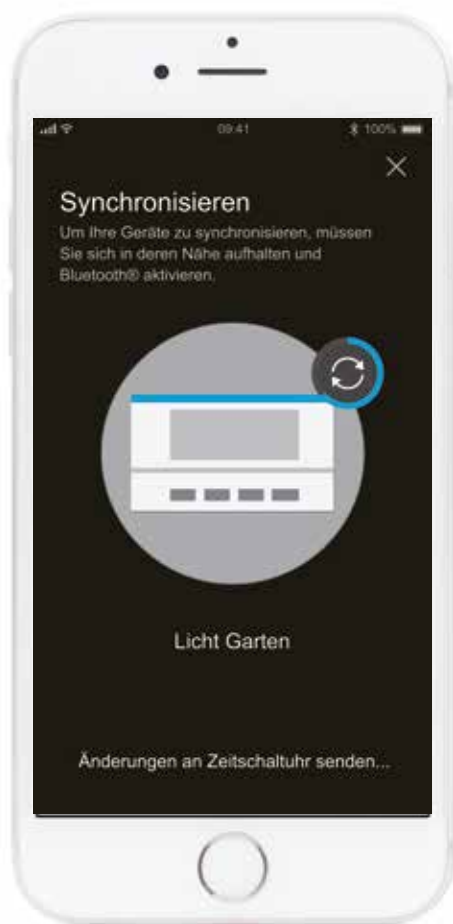 09:41
100%
Synchronisieren
Um Ihre Geräte zu synchronisieren, müssen
Sie sich in deren Nähe aufhalten und
Bluetooth® aktivieren.
Licht Garten
Änderungen an Zeitschaltuhr senden...